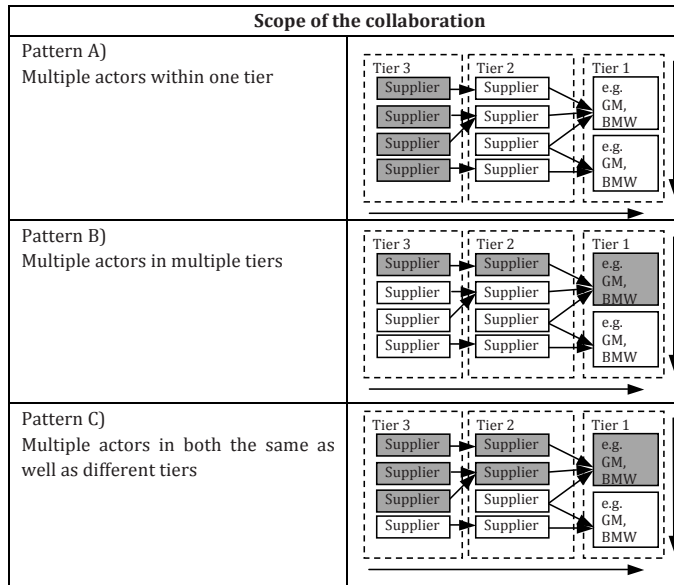 Scope of the collaboration
Pattern A)
Multiple actors within one tier
Tier 3
Tier 2
Tier 1
Supplier
Supplier
e.g.
GM,
BMW
Supplier
Supplier
Supplier
Supplier
e.g.
GM,
BMW
Supplier
Supplier
Pattern B)
Multiple actors in multiple tiers
Tier 3
Tier 2
Tier 1
Supplier
Supplier
e.g.
GM,
BMW
Supplier
Supplier
Supplier
Supplier
e.g.
GM,
BMW
Supplier
Supplier
Pattern C)
Multiple actors in both the same as
well as different tiers
Tier 3
Tier 2
Tier 1
Supplier
Supplier
e.g.
GM,
BMW
Supplier
Supplier
Supplier
Supplier
e.g.
GM,
BMW
Supplier
Supplier